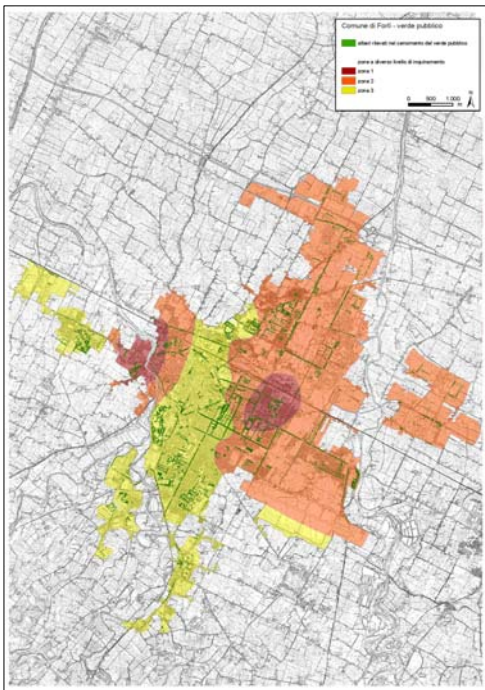 Comune di Forlì - verde pubblico
alberi rilevati nel censimento del verde pubblico
zone a diverso livello di inquinamento
zona 1
zona 2
zona 3
N
0 500 1.000
m